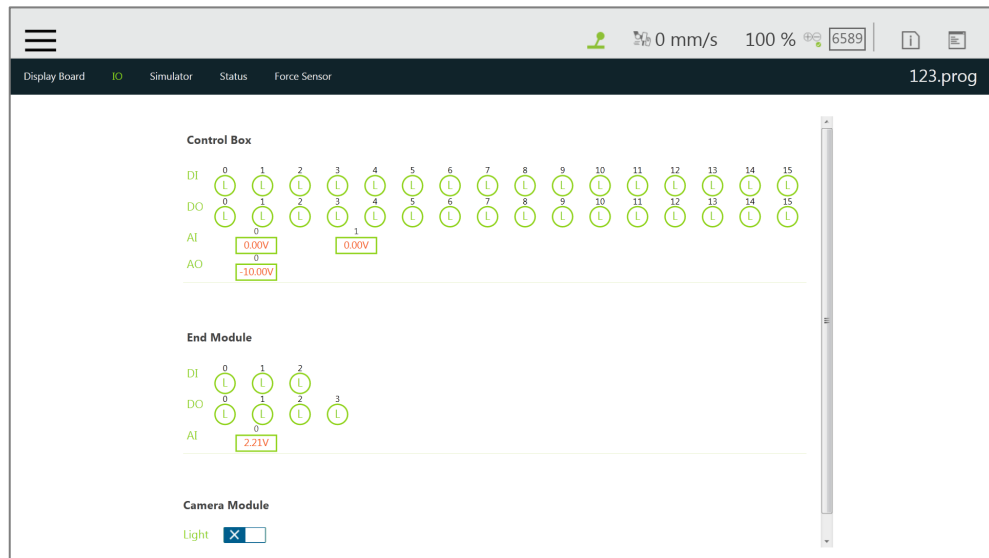 0 mm/s 100 % 6589
Display Board IO Simulator Status Force Sensor 123.prog
Control Box
0 1 2 3 4 5 6 7 8 9 10 11 12 13 14 15
DI L L L L L L L L L L L L L L L L
0 1 2 3 4 5 6 7 8 9 10 11 12 13 14 15
DO L L L L L L L L L L L L L L L L
0 1
AI 0.00V 0.00V
0
AO -10.00V
End Module
0 1 2
DI L L L
0 1 2 3
DO L L L L
0
AI 2.21V
Camera Module
Light X